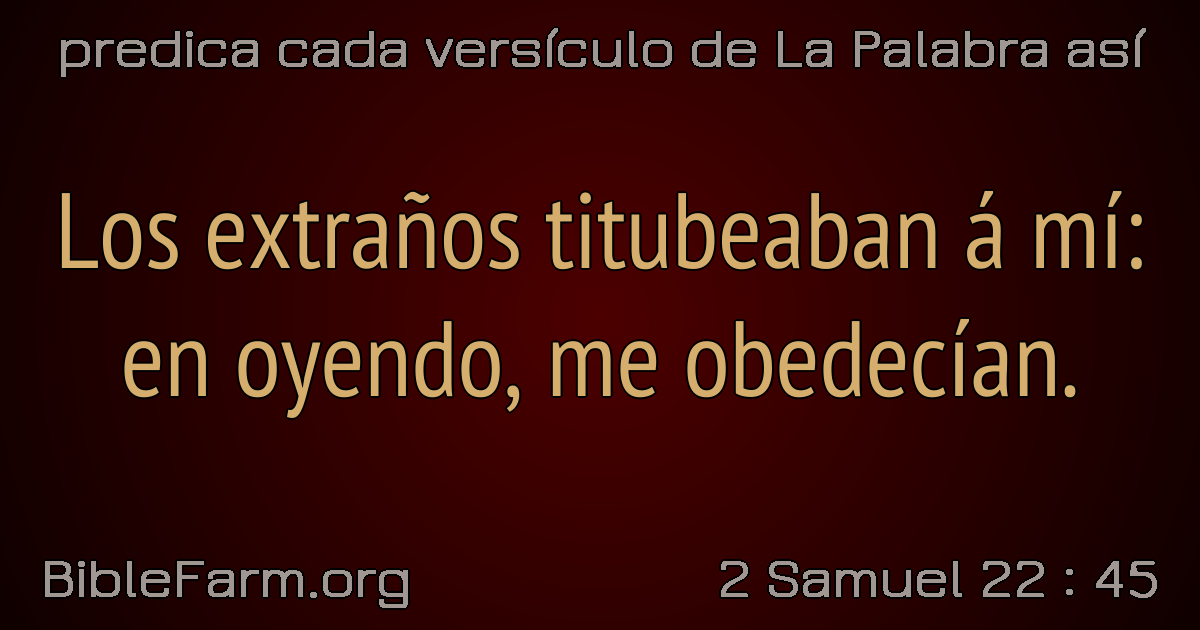 predica cada versículo de La Palabra así
Los extraños titubeaban á mí:
en oyendo, me obedecían.
BibleFarm.org
2 Samuel 22 : 45